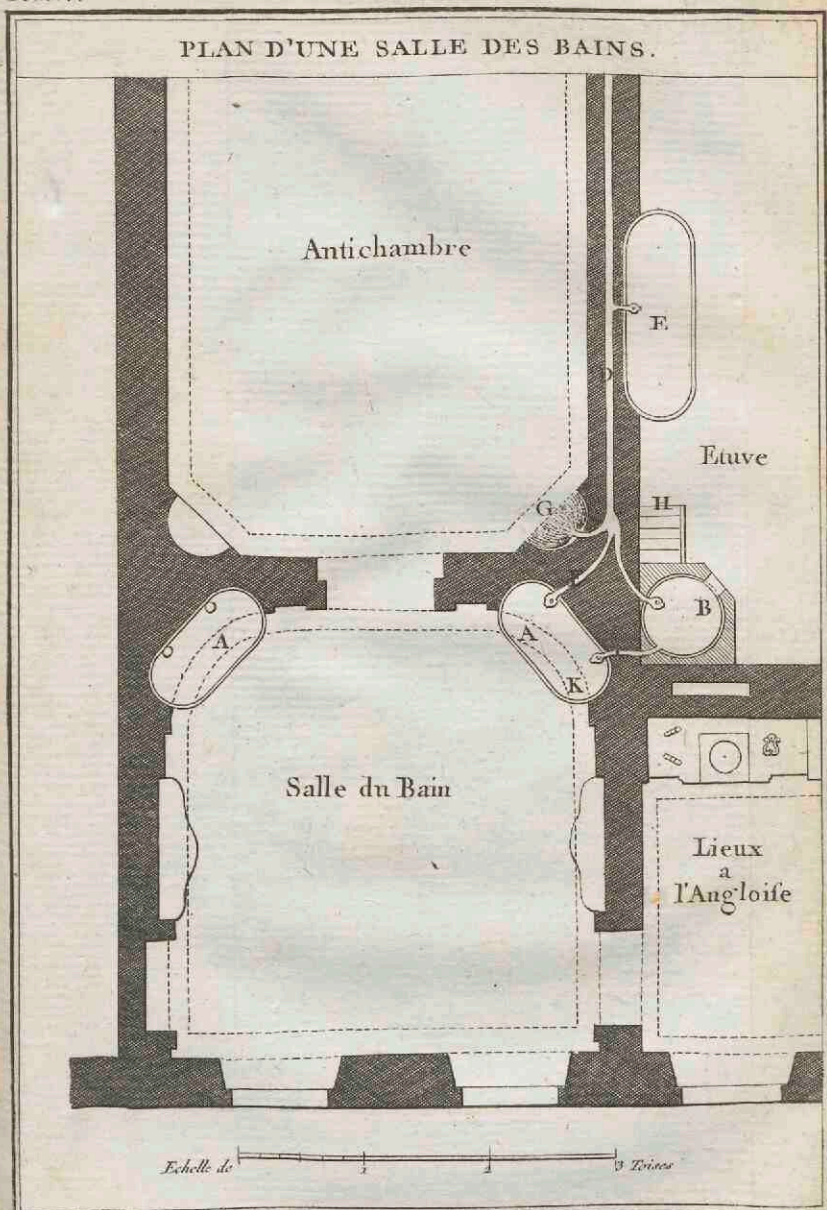 PLAN D'UNE SALLE DES BAINS.
Antichambre
E
D
Etuve
G
H
B
A
A
K
Salle du Bain
Lieux
a
l'Angloiſe
Echelle de 1 2 3 Toises